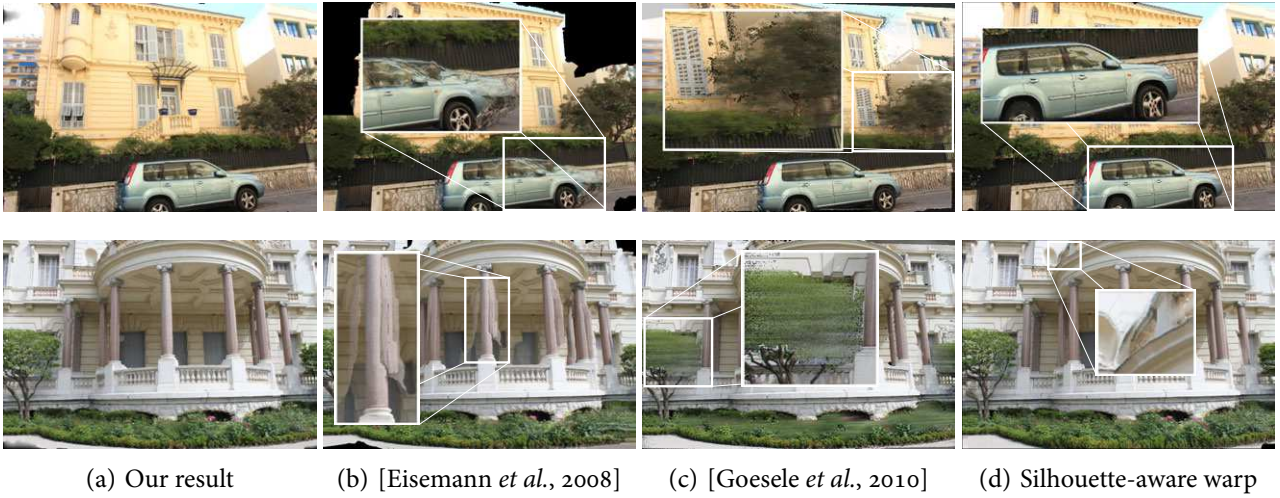 (a) Our result
(b) [Eisemann et al., 2008]
(c) [Goesele et al., 2010]
(d) Silhouette-aware warp